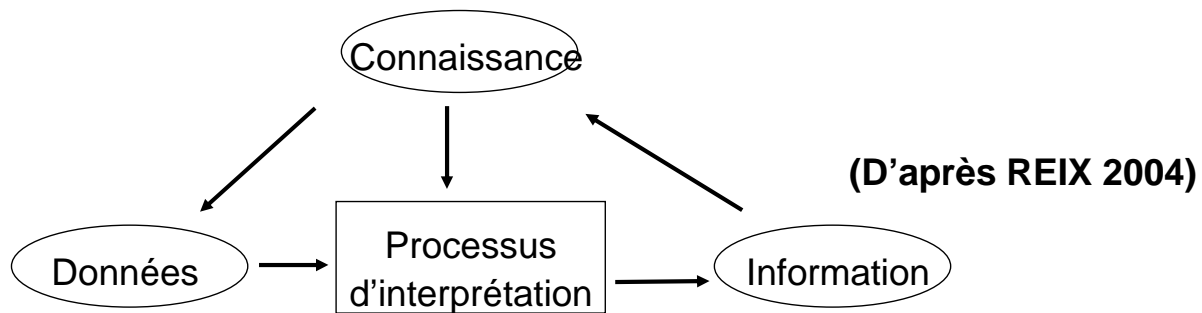 Connaissance
(D'après REIX 2004)
Données
Processus
d'interprétation
Information